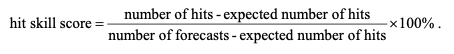 hit skill score = number of hits - expected number of hits / number of forecasts - expected number of hits ×100% .